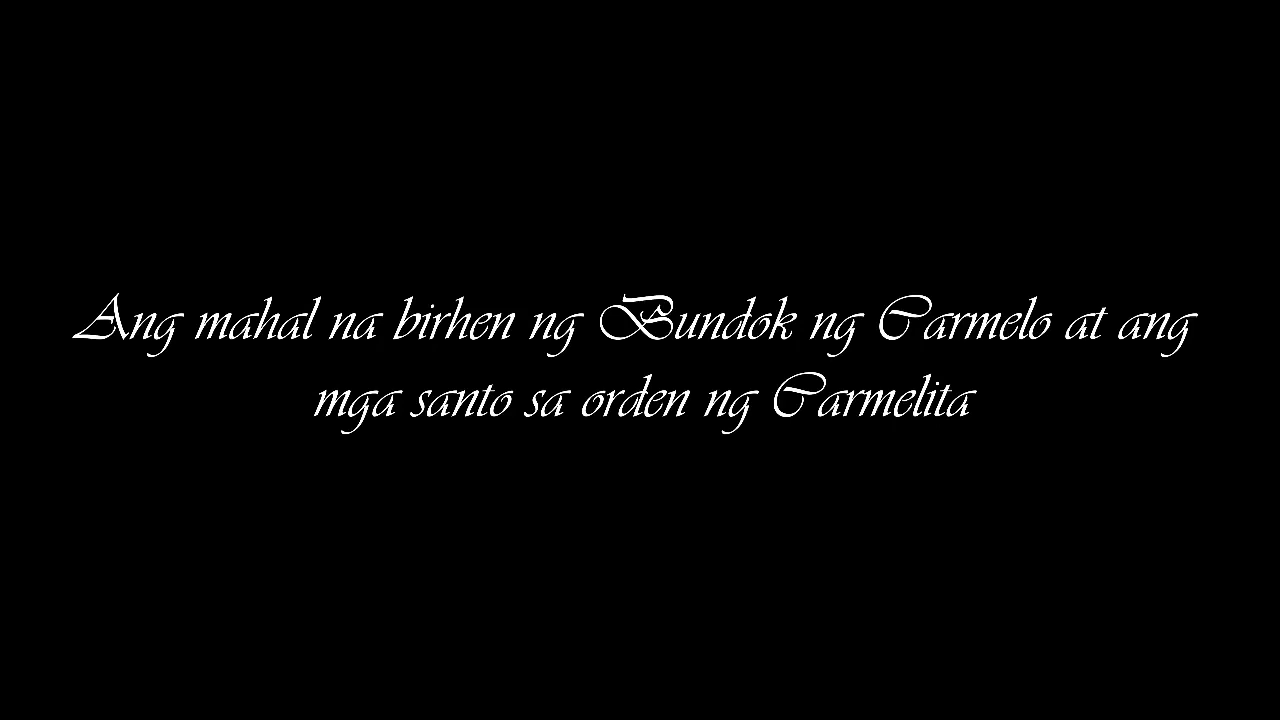 Ang mahal na birhen ng Bundok ng Carmelo at ang
mga santo sa orden ng Carmelita